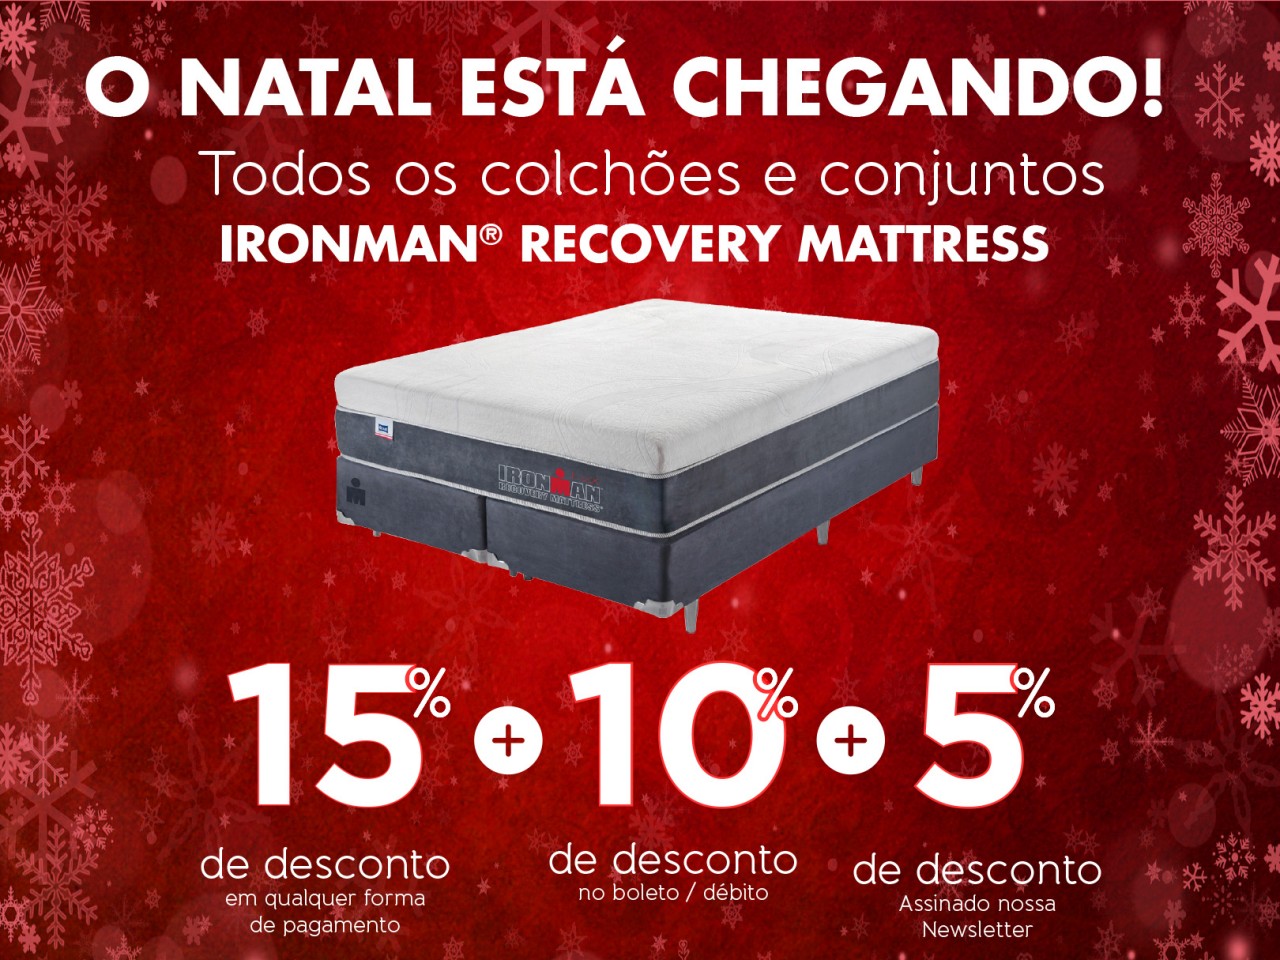 O NATAL ESTÁ CHEGANDO!
Todos os colchões e conjuntos
IRONMAN® RECOVERY MATTRESS
IRONMAN
RECOVERY MATTRESS
15% + 10% + 5%
de desconto
em qualquer forma
de pagamento
de desconto
no boleto / débito
de desconto
Assinado nossa
Newsletter